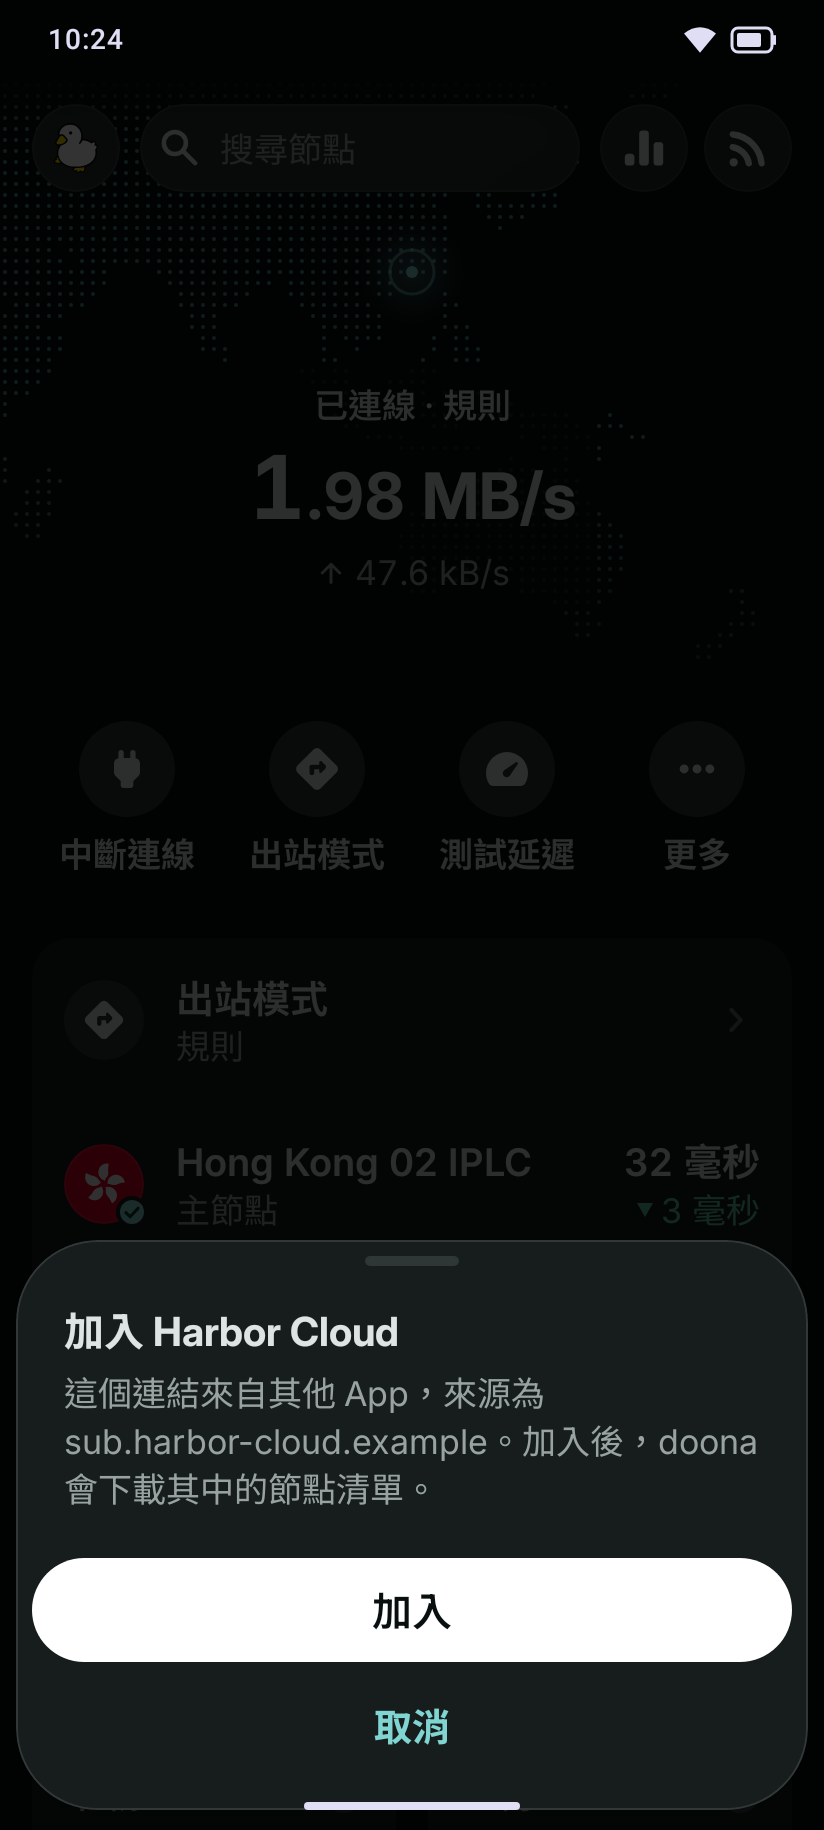 10:24
搜尋節點
已連線 · 規則
1.98 MB/s
↑ 47.6 kB/s
中斷連線
出站模式
測試延遲
更多
出站模式
規則
Hong Kong 02 IPLC
32 毫秒
主節點
▼3 毫秒
加入 Harbor Cloud
這個連結來自其他 App，來源為
sub.harbor-cloud.example。加入後，doona
會下載其中的節點清單。
加入
取消